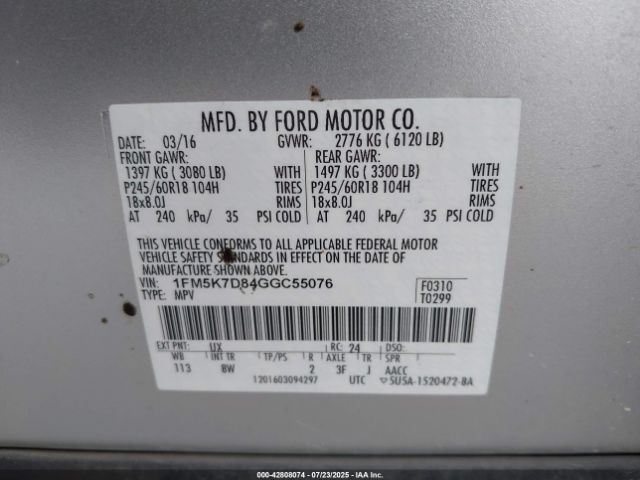 MFD. BY FORD MOTOR CO.
DATE: 03/16 GVWR: 2776 KG ( 6120 LB)
FRONT GAWR: REAR GAWR:
1397 KG ( 3080 LB) WITH 1497 KG ( 3300 LB) WITH
P245/60R18 104H TIRES P245/60R18 104H TIRES
18x8.0J RIMS 18x8.0J RIMS
AT 240 kPa/ 35 PSI COLD AT 240 kPa/ 35 PSI COLD
THIS VEHICLE CONFORMS TO ALL APPLICABLE FEDERAL MOTOR
VEHICLE SAFETY STANDARDS IN EFFECT ON THE DATE OF
MANUFACTURE SHOWN ABOVE.
VIN: 1FM5K7D84GGC55076 F0310
TYPE: MPV T0299
EXT PNT: UX RC: 24 DSO:
WB INT TR TP/PS R AXLE TR SPR
113 8W 2 3F J AACC
1201603094297 UTC ▽5U5A-1520472-BA
000-42808074 - 07/23/2025 - IAAI, Inc.